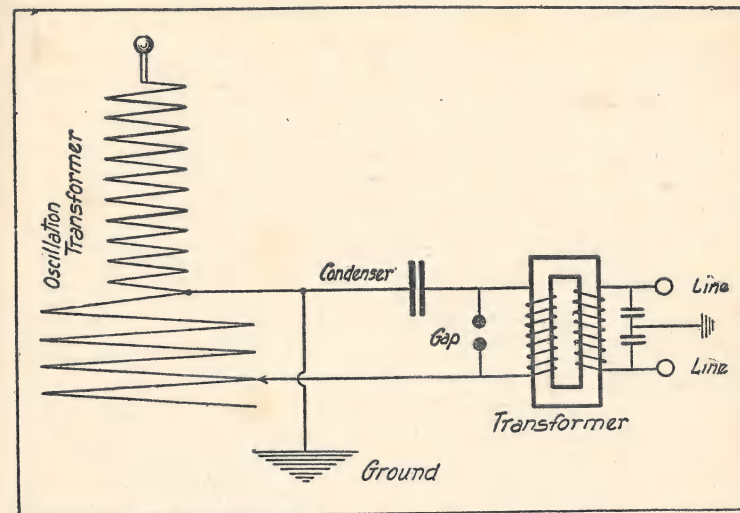 Oscillation
Transformer
Condenser
Gap
Line
Line
Transformer
Ground